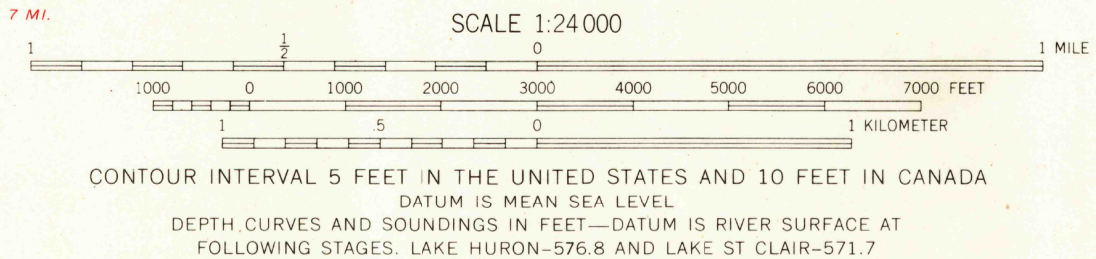 7 MI.
SCALE 1:24 000
1 1/2 0 1 MILE
1000 0 1000 2000 3000 4000 5000 6000 7000 FEET
1 .5 0 1 KILOMETER
CONTOUR INTERVAL 5 FEET IN THE UNITED STATES AND 10 FEET IN CANADA
DATUM IS MEAN SEA LEVEL
DEPTH CURVES AND SOUNDINGS IN FEET—DATUM IS RIVER SURFACE AT
FOLLOWING STAGES. LAKE HURON-576.8 AND LAKE ST CLAIR-571.7